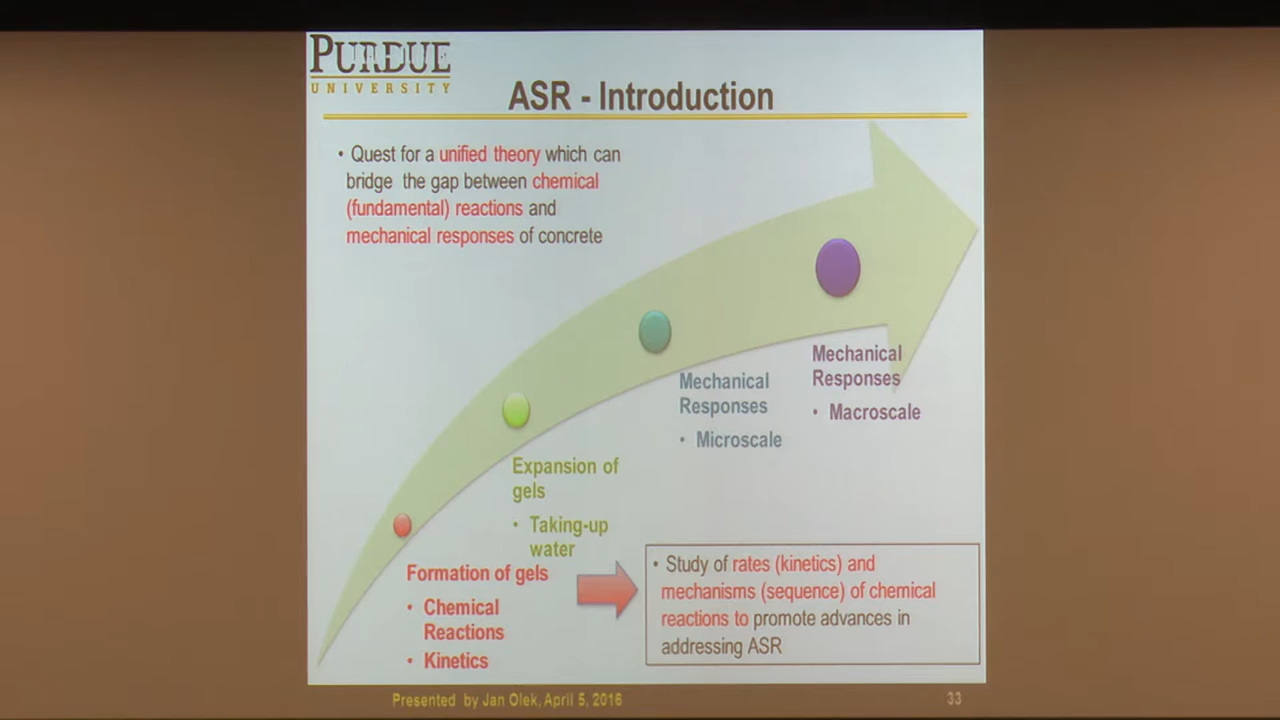 PURDUE
UNIVERSITY
ASR - Introduction
• Quest for a unified theory which can
bridge the gap between chemical
(fundamental) reactions and
mechanical responses of concrete
Mechanical
Responses
• Macroscale
Mechanical
Responses
• Microscale
Expansion of
gels
• Taking-up
water
Formation of gels
• Chemical
Reactions
• Kinetics
• Study of rates (kinetics) and
mechanisms (sequence) of chemical
reactions to promote advances in
addressing ASR
Presented by Jan Olek, April 5, 2016
33